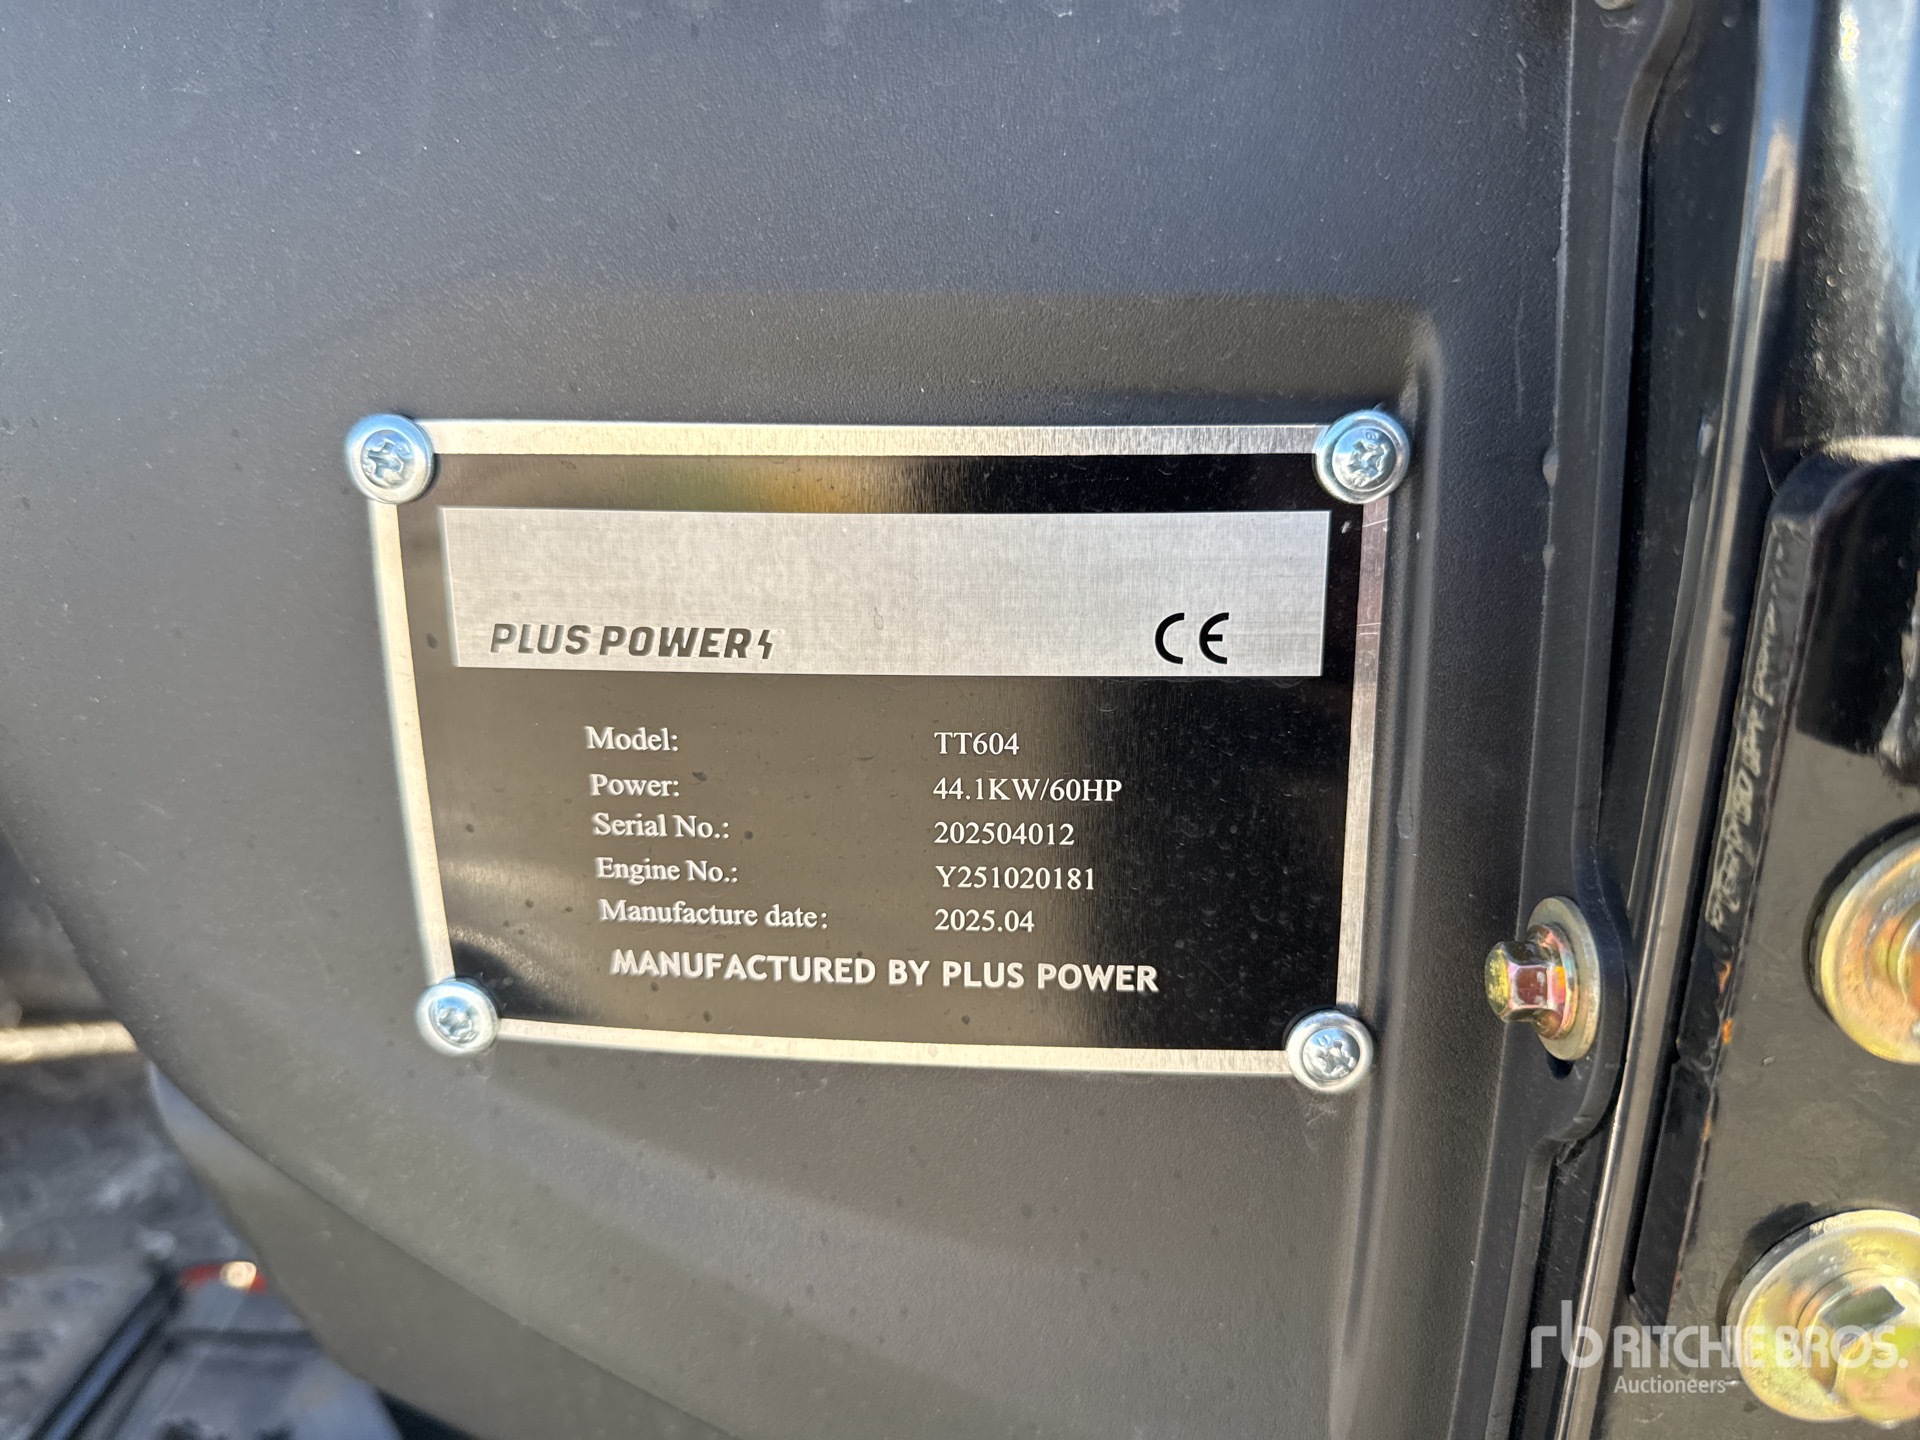 PLUS POWER
CE
Model: TT604
Power: 44.1KW/60HP
Serial No.: 202504012
Engine No.: Y251020181
Manufacture date: 2025.04
MANUFACTURED BY PLUS POWER
rb RITCHIE BROS.
Auctioneers